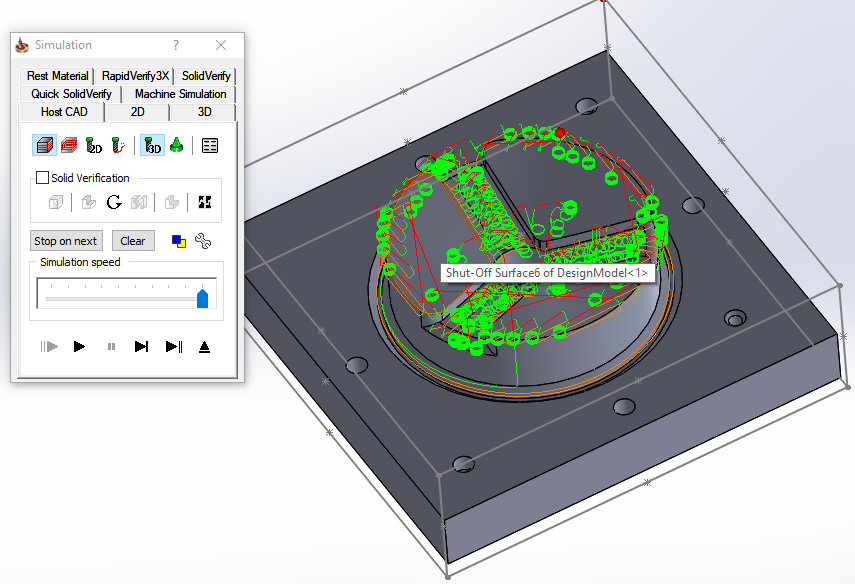 Simulation
Rest Material RapidVerify3X SolidVerify
Quick SolidVerify Machine Simulation
Host CAD 2D 3D
2D 3D
Solid Verification
Stop on next Clear
Simulation speed
Shut-Off Surface6 of DesignModel<1>